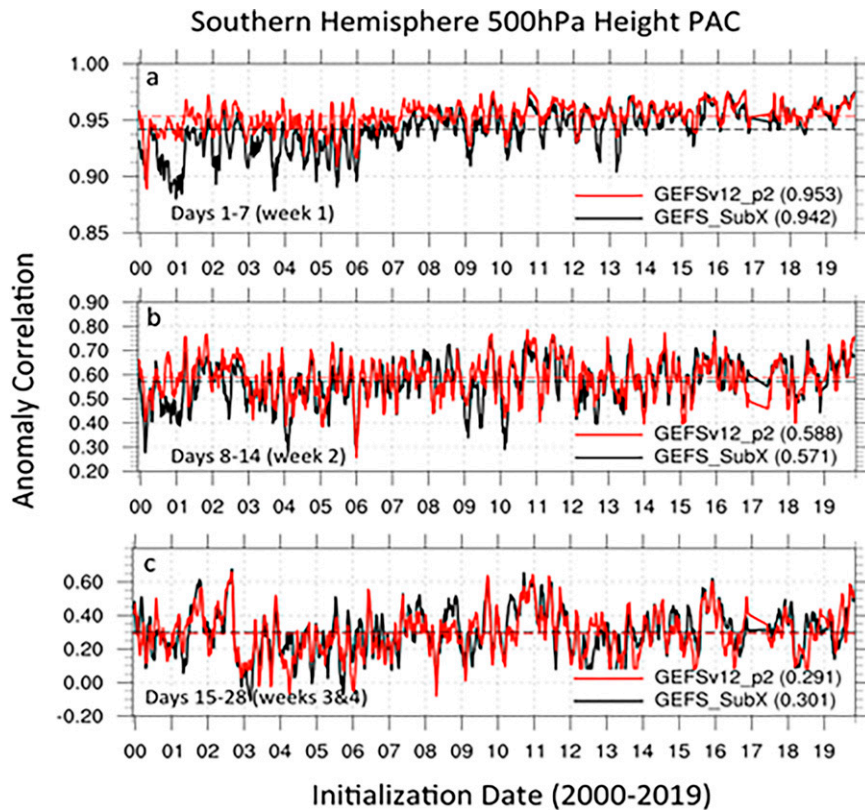 Southern Hemisphere 500hPa Height PAC
Anomaly Correlation
a
1.00
0.95
0.90
0.85
Days 1-7 (week 1)
GEFSv12_p2 (0.953)
GEFS_SubX (0.942)
00 01 02 03 04 05 06 07 08 09 10 11 12 13 14 15 16 17 18 19
b
0.90
0.80
0.70
0.60
0.50
0.40
0.30
0.20
Days 8-14 (week 2)
GEFSv12_p2 (0.588)
GEFS_SubX (0.571)
00 01 02 03 04 05 06 07 08 09 10 11 12 13 14 15 16 17 18 19
c
0.60
0.40
0.20
0.00
-0.20
Days 15-28 (weeks 3&4)
GEFSv12_p2 (0.291)
GEFS_SubX (0.301)
00 01 02 03 04 05 06 07 08 09 10 11 12 13 14 15 16 17 18 19
Initialization Date (2000-2019)